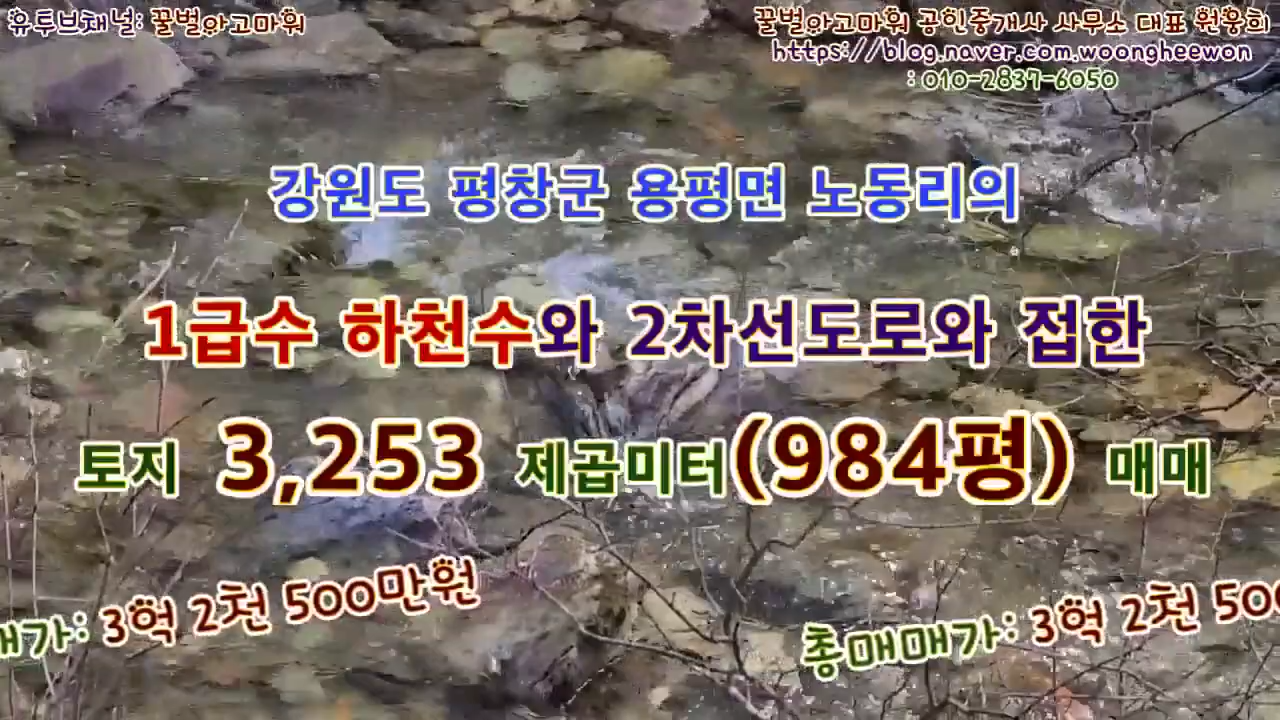 유투브채널: 꿀벌아고마워
꿀벌아고마워 공인중개사 사무소 대표 원웅희
https://blog.naver.com.woongheewon
: 010-2837-6050
강원도 평창군 용평면 노동리의
1급수 하천수와 2차선도로와 접한
토지 3,253 제곱미터(984평) 매매
매가: 3억 2천 500만원
총매매가: 3억 2천 500